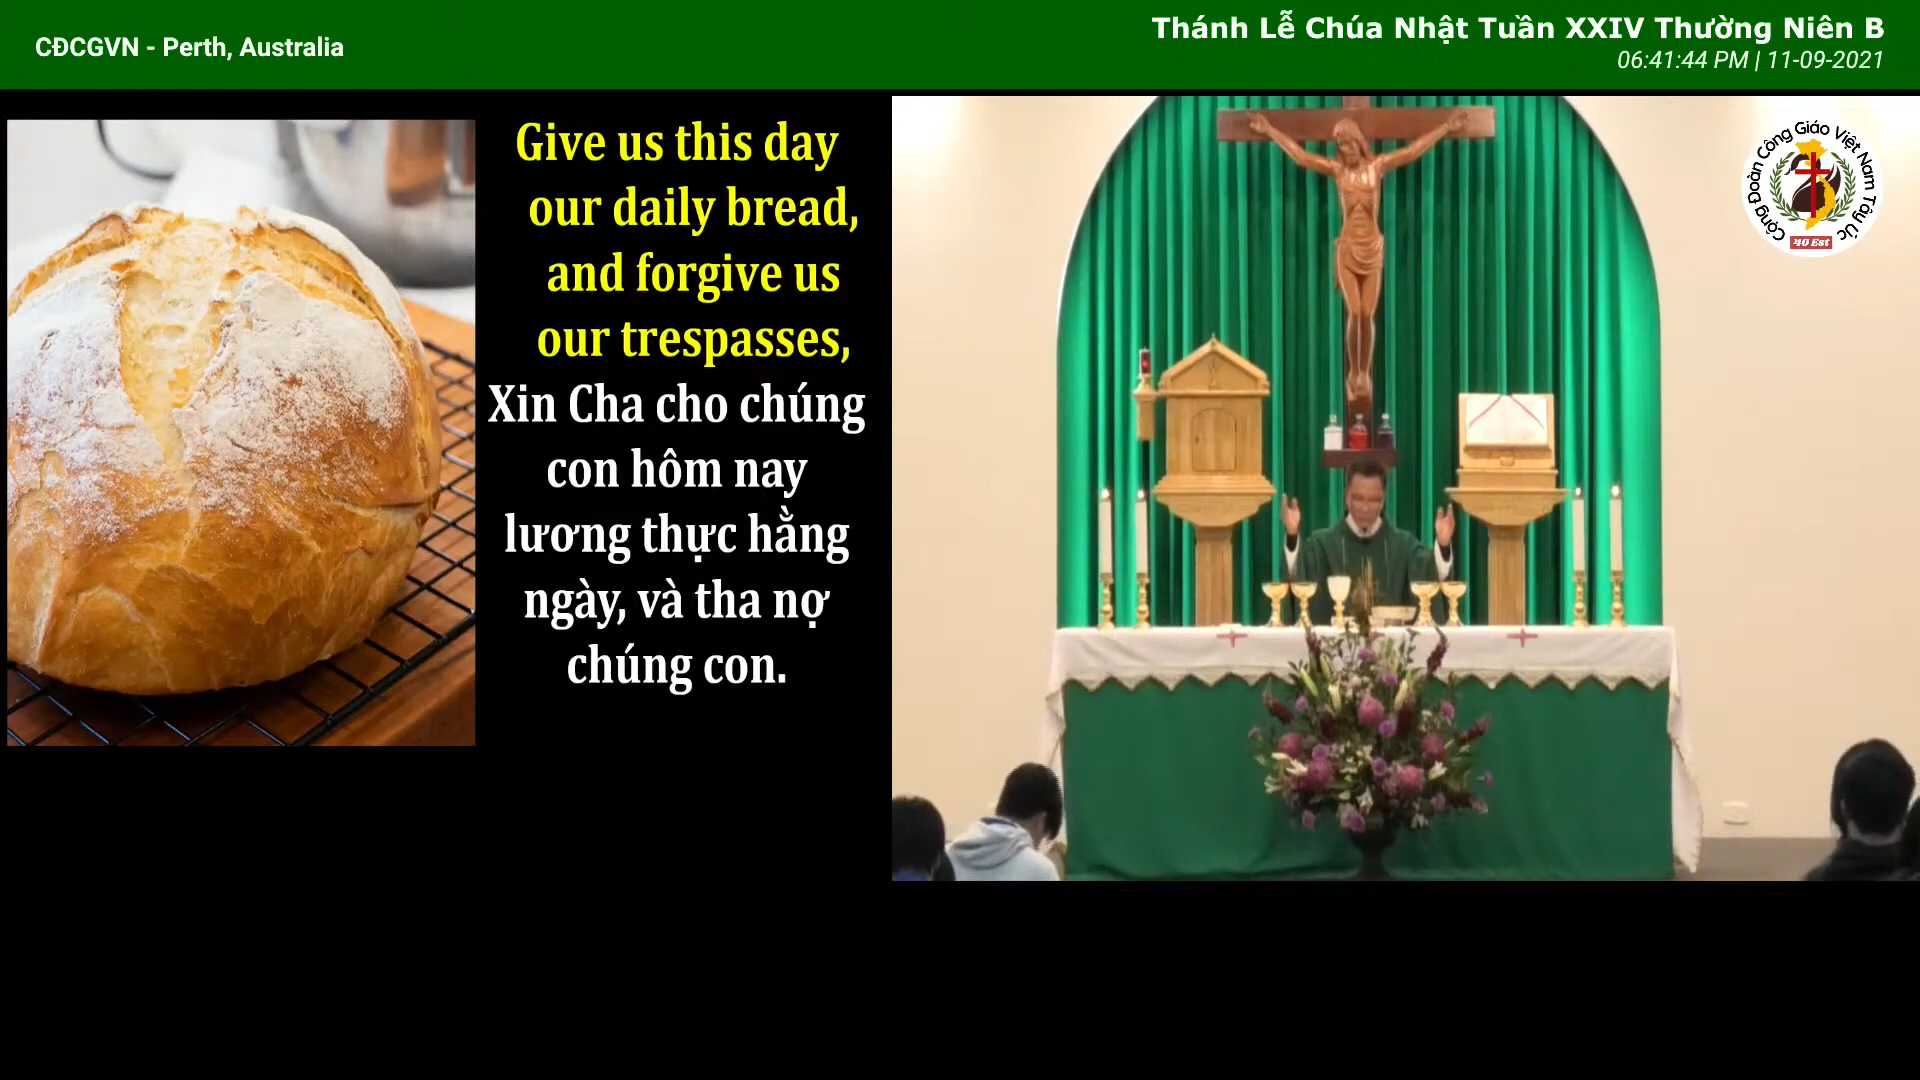 CĐCGVN - Perth, Australia
Thánh Lễ Chúa Nhật Tuần XXIV Thường Niên B
06:41:44 PM | 11-09-2021
Give us this day
our daily bread,
and forgive us
our trespasses,
Xin Cha cho chúng
con hôm nay
lương thực hằng
ngày, và tha nợ
chúng con.
Cộng Đoàn Công Giáo Việt Nam Tây Úc
40 Est